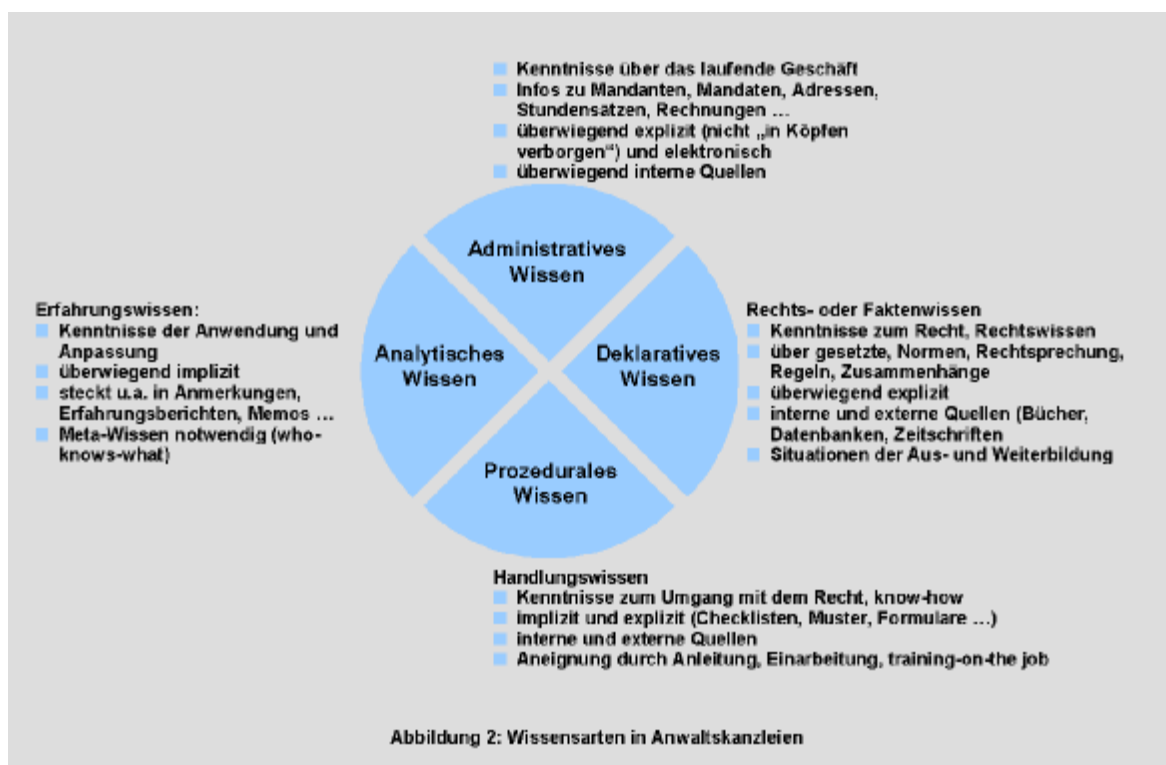 Kenntnisse über das laufende Geschäft
Infos zu Mandanten, Mandaten, Adressen,
Stundensätzen, Rechnungen ...
überwiegend explizit (nicht „in Köpfen
verborgen“) und elektronisch
überwiegend interne Quellen
Administratives
Wissen
Erfahrungswissen:
Kenntnisse der Anwendung und
Anpassung
überwiegend implizit
steckt u.a. in Anmerkungen,
Erfahrungsberichten, Memos ...
Meta-Wissen notwendig (who-
knows-what)
Analytisches
Wissen
Deklaratives
Wissen
Rechts- oder Faktenwissen
Kenntnisse zum Recht, Rechtswissen
über gesetzte, Normen, Rechtsprechung,
Regeln, Zusammenhänge
überwiegend explizit
interne und externe Quellen (Bücher,
Datenbanken, Zeitschriften
Situationen der Aus- und Weiterbildung
Prozedurales
Wissen
Handlungswissen
Kenntnisse zum Umgang mit dem Recht, know-how
implizit und explizit (Checklisten, Muster, Formulare ...)
interne und externe Quellen
Aneignung durch Anleitung, Einarbeitung, training-on-the job
Abbildung 2: Wissensarten in Anwaltskanzleien